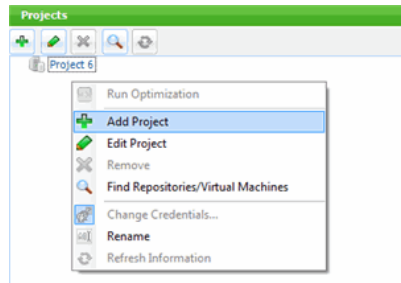 Projects
Project 6
Run Optimization
Add Project
Edit Project
Remove
Find Repositories/Virtual Machines
Change Credentials...
Rename
Refresh Information